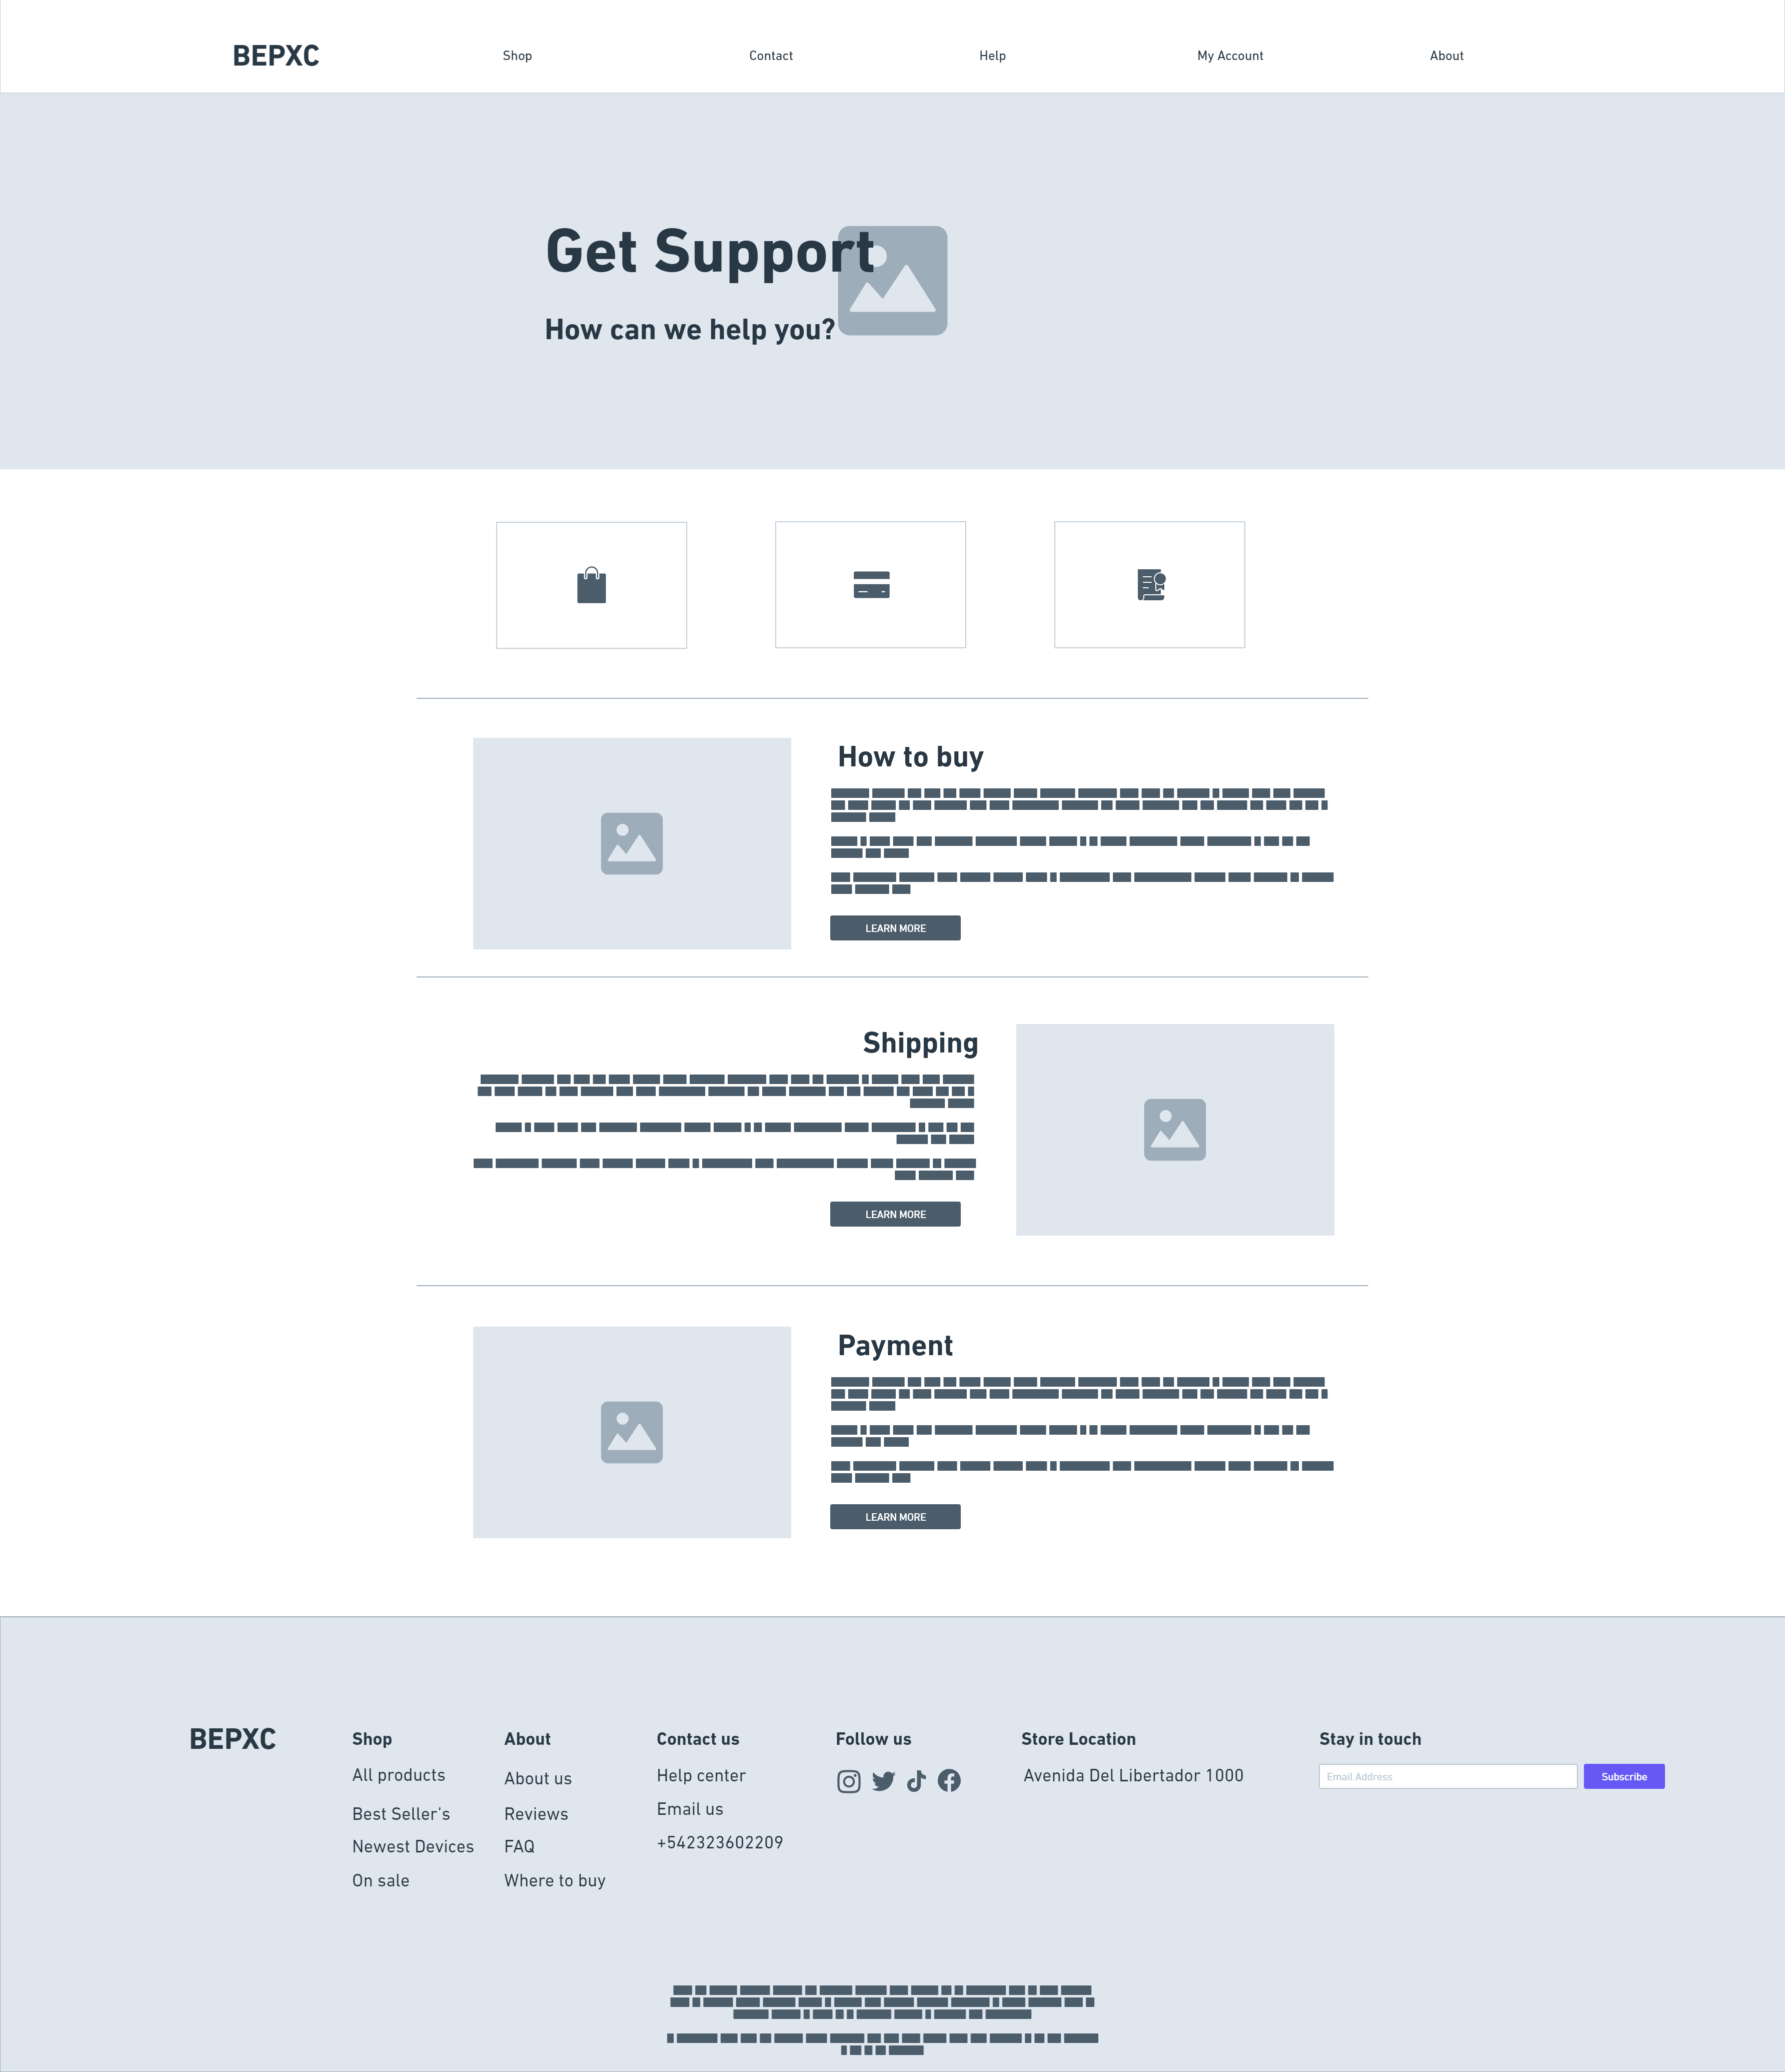 BEPXC
Shop
Contact
Help
My Account
About
Get Support
How can we help you?
How to buy
LEARN MORE
Shipping
LEARN MORE
Payment
LEARN MORE
BEPXC
Shop
All products
Best Seller’s
Newest Devices
On sale
About
About us
Reviews
FAQ
Where to buy
Contact us
Help center
Email us
+542323602209
Follow us
Store Location
Avenida Del Libertador 1000
Stay in touch
Email Address
Subscribe